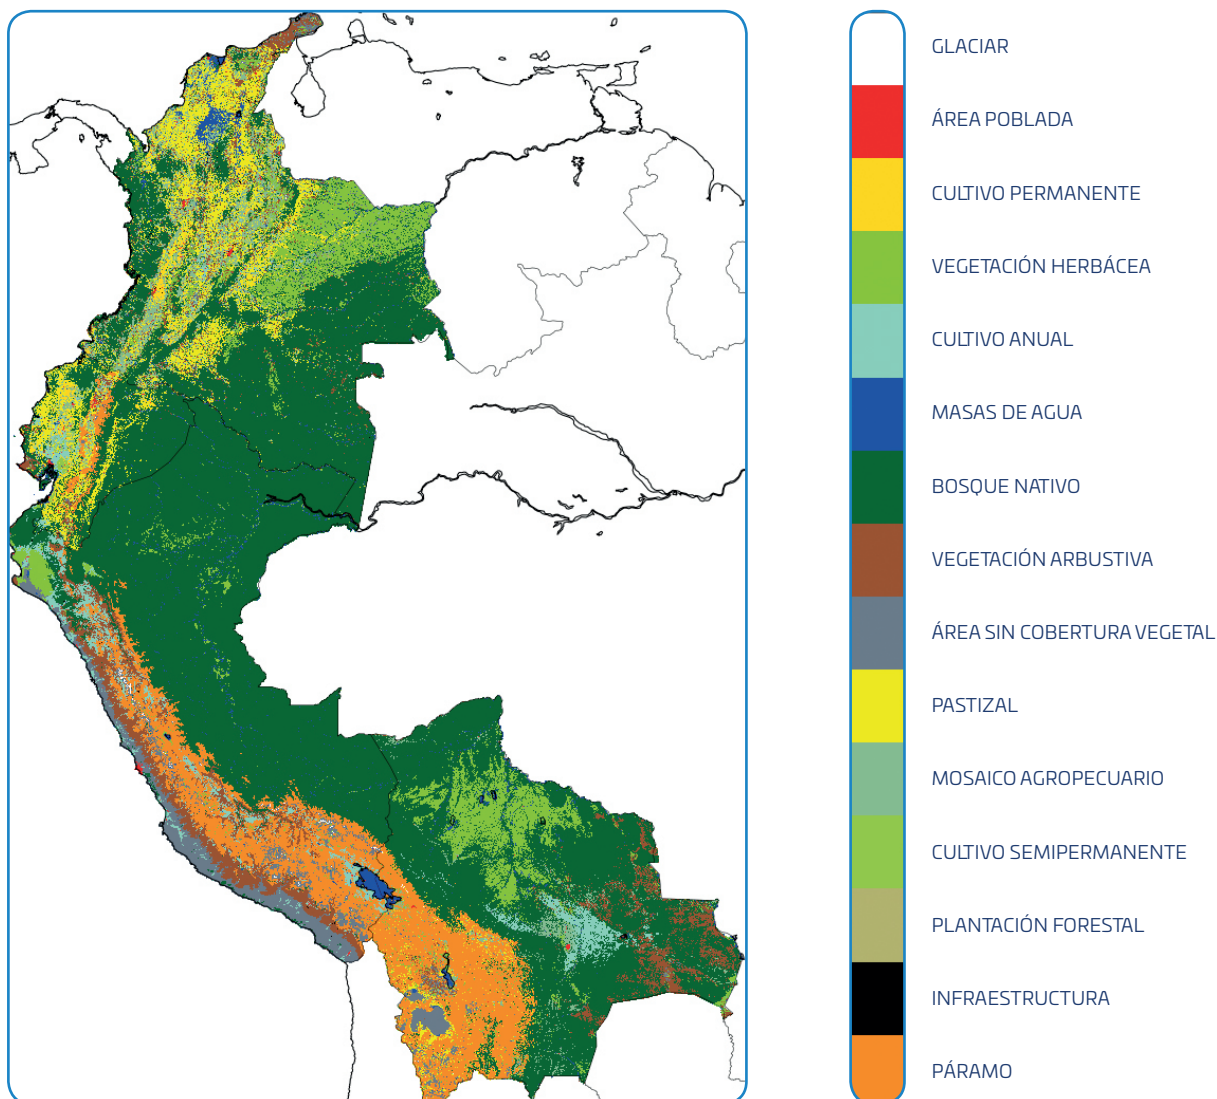 GLACIAR
ÁREA POBLADA
CULTIVO PERMANENTE
VEGETACIÓN HERBÁCEA
CULTIVO ANUAL
MASAS DE AGUA
BOSQUE NATIVO
VEGETACIÓN ARBUSTIVA
ÁREA SIN COBERTURA VEGETAL
PASTIZAL
MOSAICO AGROPECUARIO
CULTIVO SEMIPERMANENTE
PLANTACIÓN FORESTAL
INFRAESTRUCTURA
PÁRAMO